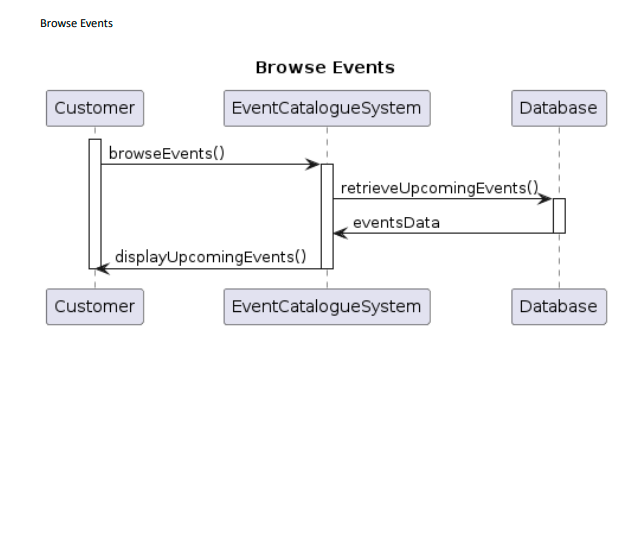 Browse Events
Browse Events
Customer
EventCatalogueSystem
Database
browseEvents()
retrieveUpcomingEvents()
eventsData
displayUpcomingEvents()
Customer
EventCatalogueSystem
Database